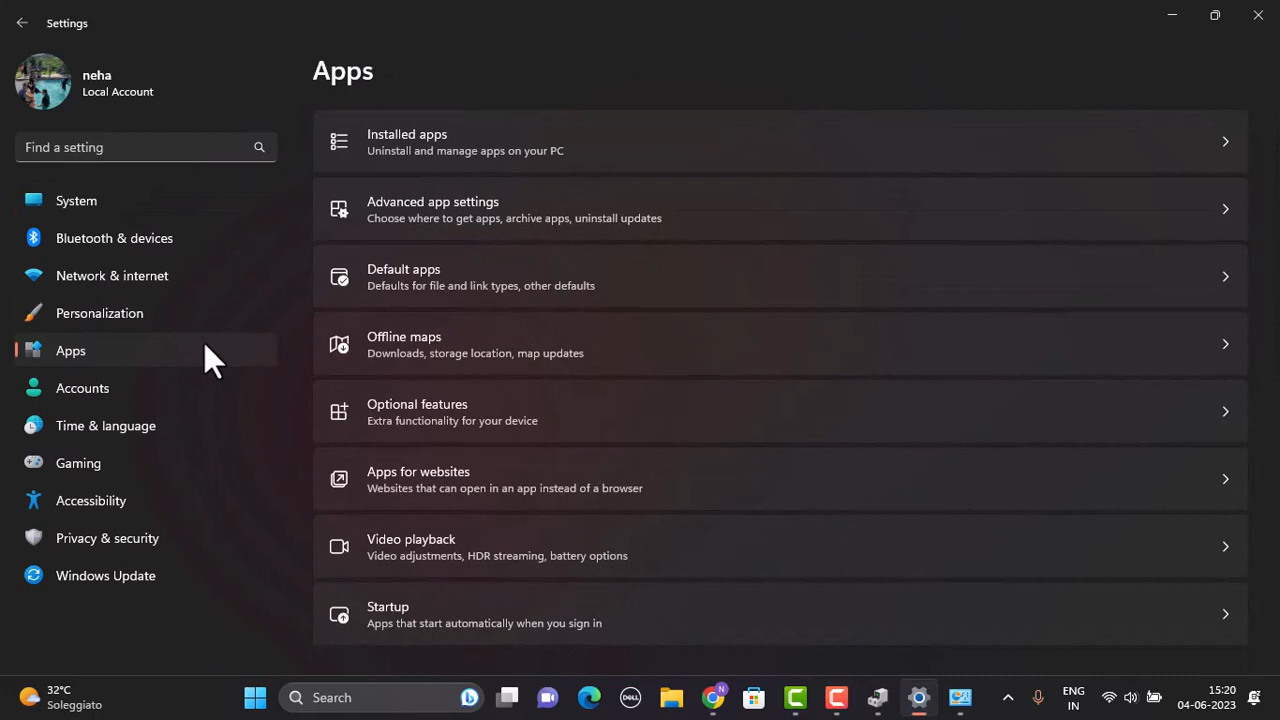 Settings
neha
Local Account
Find a setting
System
Bluetooth & devices
Network & internet
Personalization
Apps
Accounts
Time & language
Gaming
Accessibility
Privacy & security
Windows Update
Apps
Installed apps
Uninstall and manage apps on your PC
Advanced app settings
Choose where to get apps, archive apps, uninstall updates
Default apps
Defaults for file and link types, other defaults
Offline maps
Downloads, storage location, map updates
Optional features
Extra functionality for your device
Apps for websites
Websites that can open in an app instead of a browser
Video playback
Video adjustments, HDR streaming, battery options
Startup
Apps that start automatically when you sign in
32°C
Soleggiato
Search
DELL
N
ENG
IN
15:20
04-06-2023